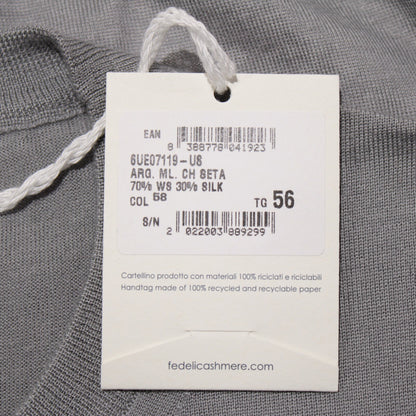 EAN 8 388778 041923
6UE07119-US
ARG. ML. CH SETA
70% WS 30% SILK
COL 58 TG 56
S/N 2 022003 889299
Cartellino prodotto con materiali 100% riciclati e riciclabili
Handtag made of 100% recycled and recyclable paper
fedelicashmere.com